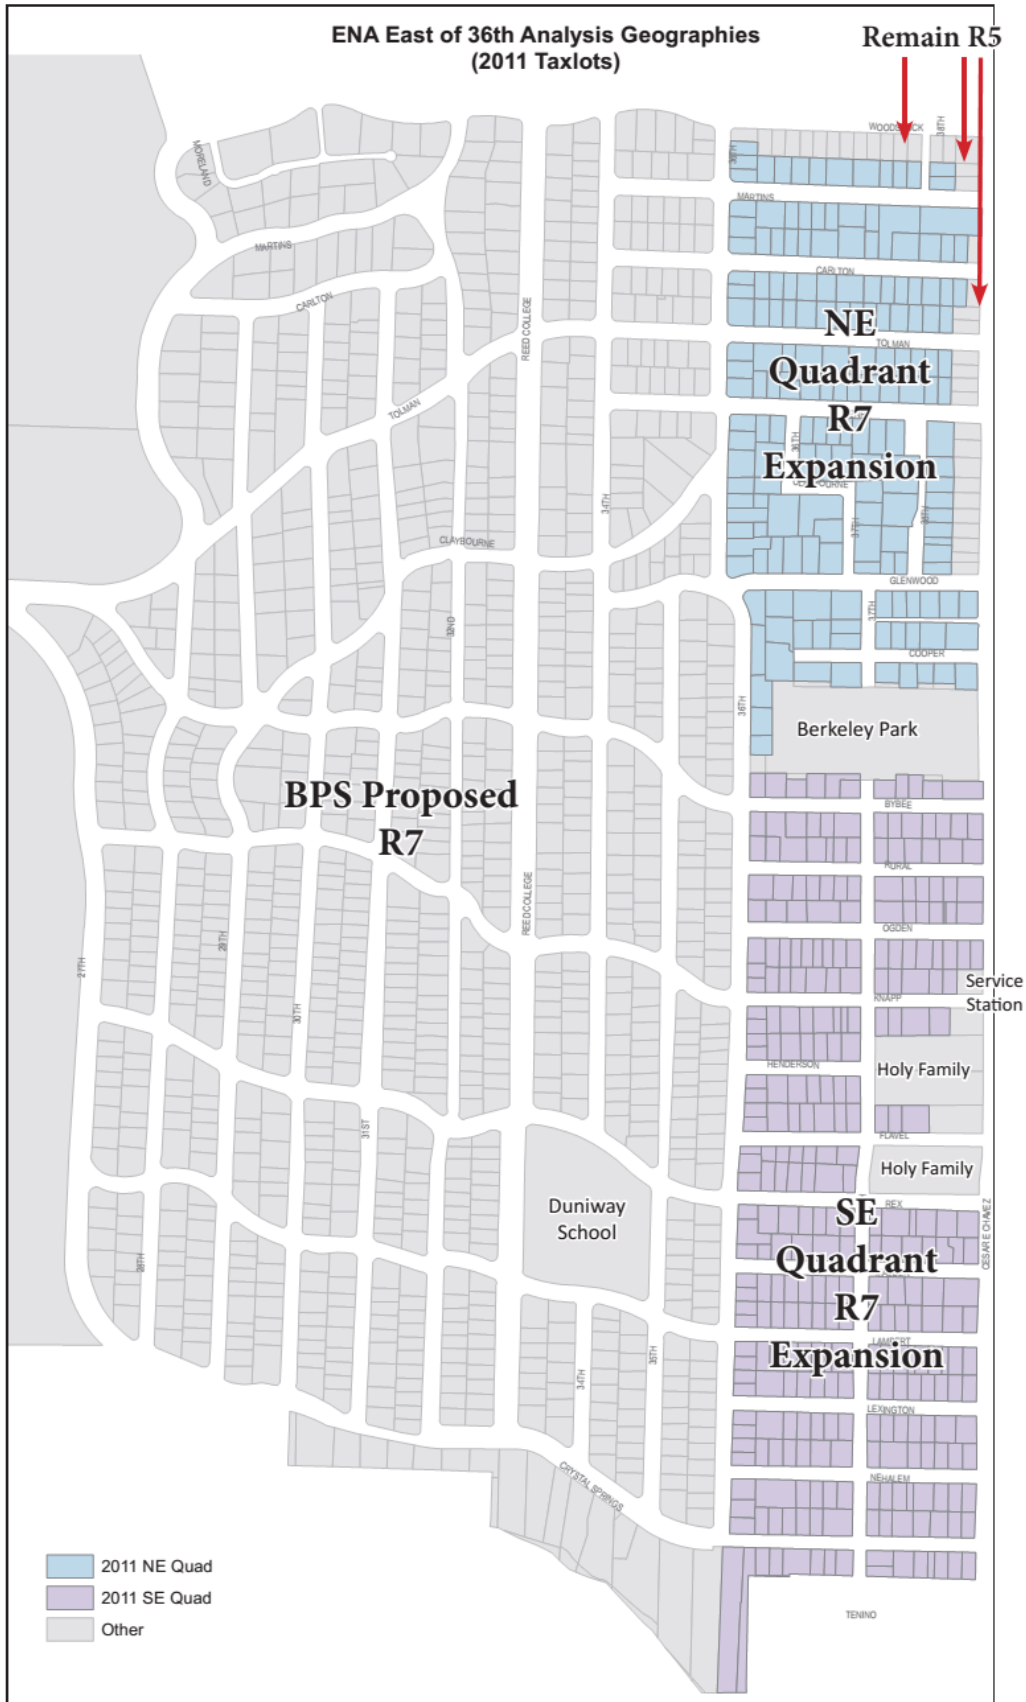 ENA East of 36th Analysis Geographies
(2011 Taxlots)
Remain R5
WOODSTOCK
38TH
36TH
MORELAND
MARTINS
MARTINS
CARLTON
CARLTON
REED COLLEGE
NE
TOLMAN
Quadrant
R7
TOLMAN
36TH
Expansion
34TH
37TH
38TH
CLAYBOURNE
GLENWOOD
37TH
32ND
COOPER
36TH
Berkeley Park
BPS Proposed
R7
BYBEE
RURAL
REED COLLEGE
OGDEN
29TH
27TH
Service
Station
KNAPP
30TH
HENDERSON
Holy Family
31ST
FLAVEL
Holy Family
Duniway
School
REX
SE
CESAR E CHAVEZ
28TH
Quadrant
R7
LAMBERT
Expansion
34TH
35TH
LEXINGTON
CRYSTAL SPRINGS
NEHALEM
2011 NE Quad
2011 SE Quad
Other
TENINO